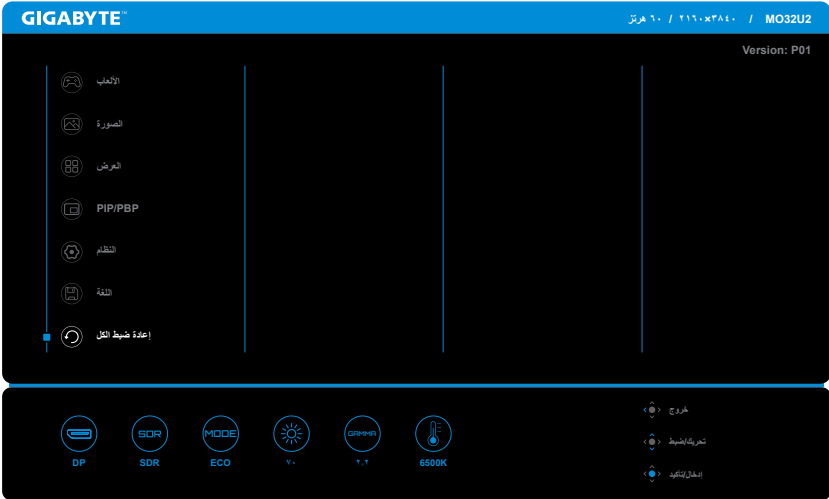 GIGABYTE™
MO32U2 / ٣٨٤٠×٢١٦٠ / ٦٠ هرتز
Version: P01
الألعاب
الصورة
العرض
PIP/PBP
النظام
اللغة
إعادة ضبط الكل
SDR
MODE
GAMMA
DP
SDR
ECO
٧٠
٢.٢
6500K
خروج
تحريك/ضبط
إدخال/تأكيد